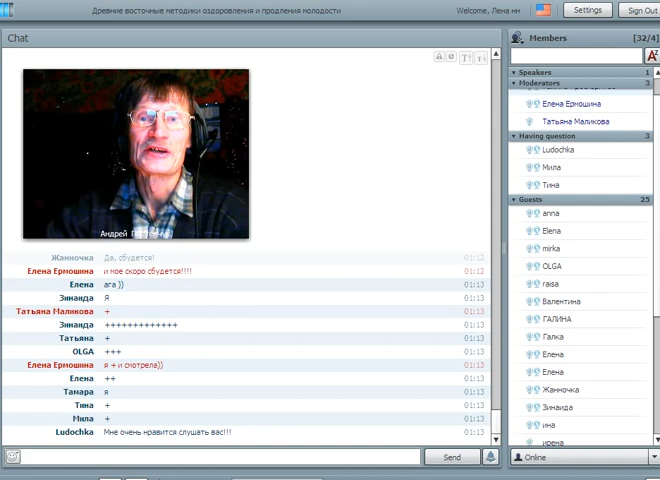 Древние восточные методики оздоровления и продления молодости
Welcome, Лена нн
Settings
Sign Out
Chat
Members
[32/4]
Андрей
Speakers 1
Moderators 3
Елена Ермошина
Татьяна Маликова
Having question 3
Ludochka
Мила
Тина
Guests 25
anna
Elena
mirka
OLGA
raisa
Валентина
ГАЛИНА
Галка
Елена
Елена
Жанночка
Зинаида
ина
ирена
Жанночка Да, сбудется! 01:12
Елена Ермошина и мое скоро сбудется!!!! 01:12
Елена ага )) 01:13
Зинаида Я 01:13
Татьяна Маликова + 01:13
Зинаида +++++++++++++ 01:13
Татьяна + 01:13
OLGA +++ 01:13
Елена Ермошина я + и смотрела)) 01:13
Елена ++ 01:13
Тамара я 01:13
Тина + 01:13
Мила + 01:13
Ludochka Мне очень нравится слушать вас!!! 01:13
Send
Online